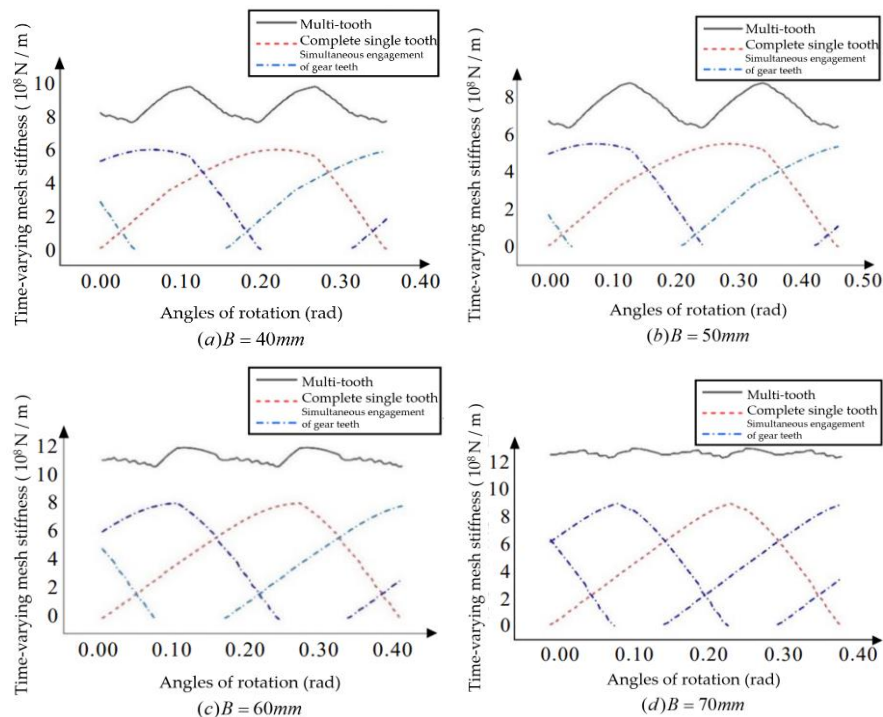 Multi-tooth
Complete single tooth
Simultaneous engagement
of gear teeth
Time-varying mesh stiffness ( 10⁸ N / m )
10
8
6
4
2
0
0.00 0.10 0.20 0.30 0.40
Angles of rotation (rad)
(a)B = 40mm
Multi-tooth
Complete single tooth
Simultaneous engagement
of gear teeth
Time-varying mesh stiffness ( 10⁸ N / m )
8
6
4
2
0
0.00 0.10 0.20 0.30 0.40 0.50
Angles of rotation (rad)
(b)B = 50mm
Multi-tooth
Complete single tooth
Simultaneous engagement
of gear teeth
Time-varying mesh stiffness ( 10⁸ N / m )
12
10
8
6
4
2
0
0.00 0.10 0.20 0.30 0.40
Angles of rotation (rad)
(c)B = 60mm
Multi-tooth
Complete single tooth
Simultaneous engagement
of gear teeth
Time-varying mesh stiffness ( 10⁸ N / m )
12
10
8
6
4
2
0
0.00 0.10 0.20 0.30 0.40
Angles of rotation (rad)
(d)B = 70mm